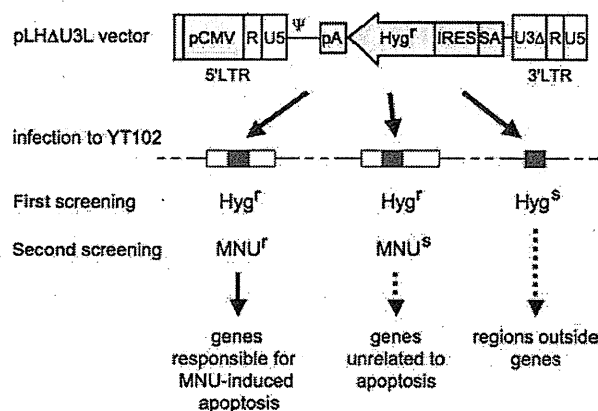 pLHΔU3L vector
pCMV R U5 Ψ pA Hygʳ IRES SA U3Δ R U5
5'LTR 3'LTR
infection to YT102
First screening Hygʳ Hygʳ Hygˢ
Second screening MNUʳ MNUˢ
genes
responsible for
MNU-induced
apoptosis
genes
unrelated to
apoptosis
regions outside
genes